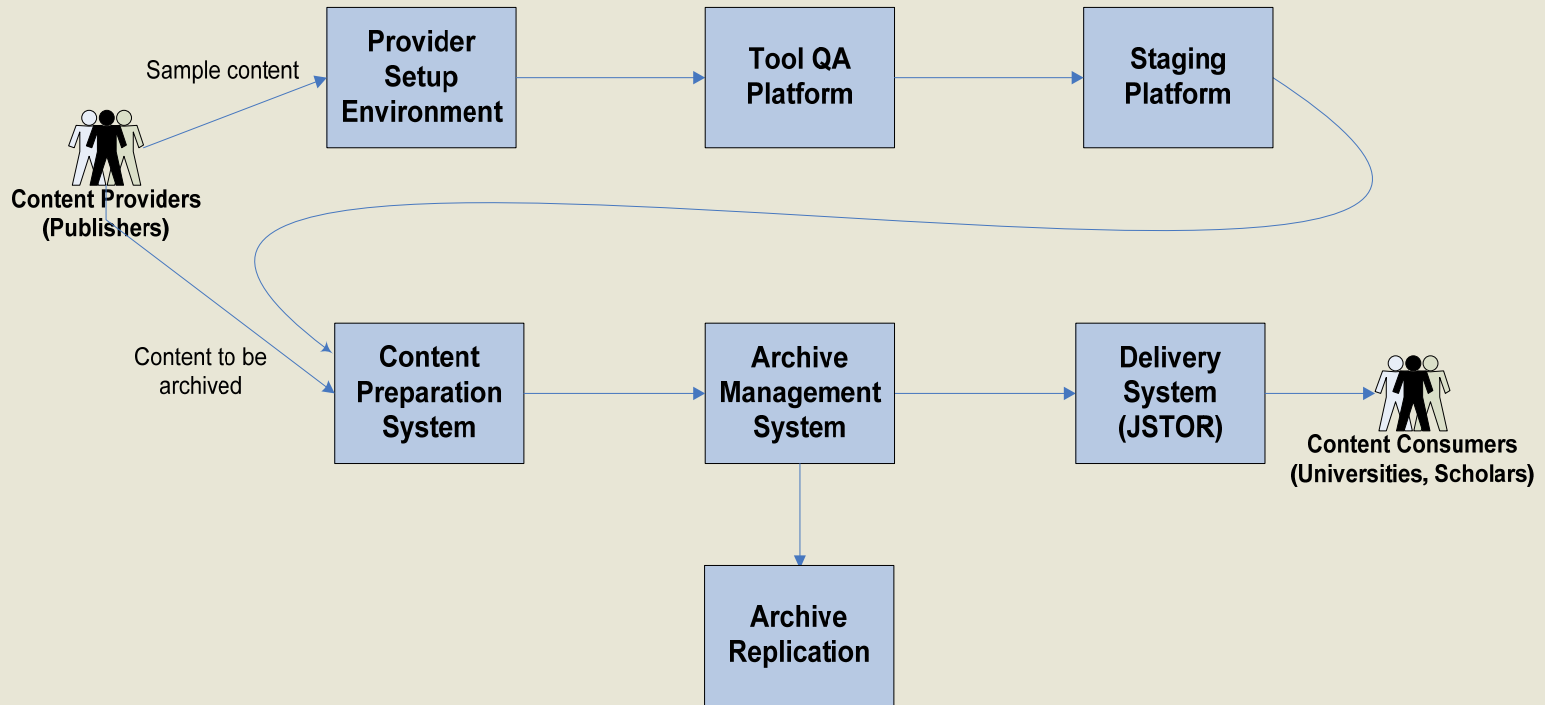 Provider
Setup
Environment
Tool QA
Platform
Staging
Platform
Sample content
Content Providers
(Publishers)
Content to be
archived
Content
Preparation
System
Archive
Management
System
Delivery
System
(JSTOR)
Content Consumers
(Universities, Scholars)
Archive
Replication